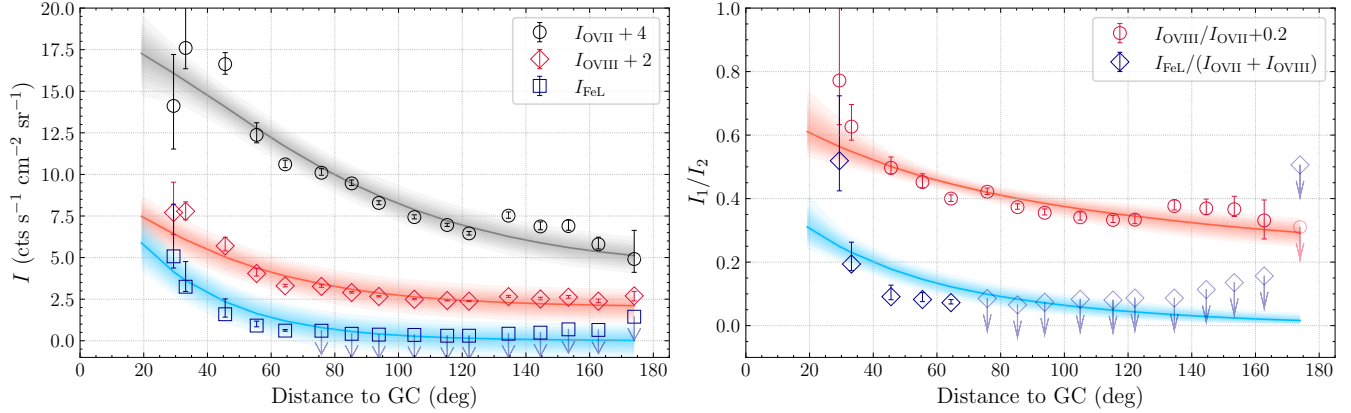 20.0
17.5
15.0
12.5
10.0
7.5
5.0
2.5
0.0
I (cts s⁻¹ cm⁻² sr⁻¹)
I_OVII + 4
I_OVIII + 2
I_FeL
0 20 40 60 80 100 120 140 160 180
Distance to GC (deg)
1.0
0.8
0.6
0.4
0.2
0.0
I₁/I₂
I_OVIII/I_OVII+0.2
I_FeL/(I_OVII + I_OVIII)
0 20 40 60 80 100 120 140 160 180
Distance to GC (deg)